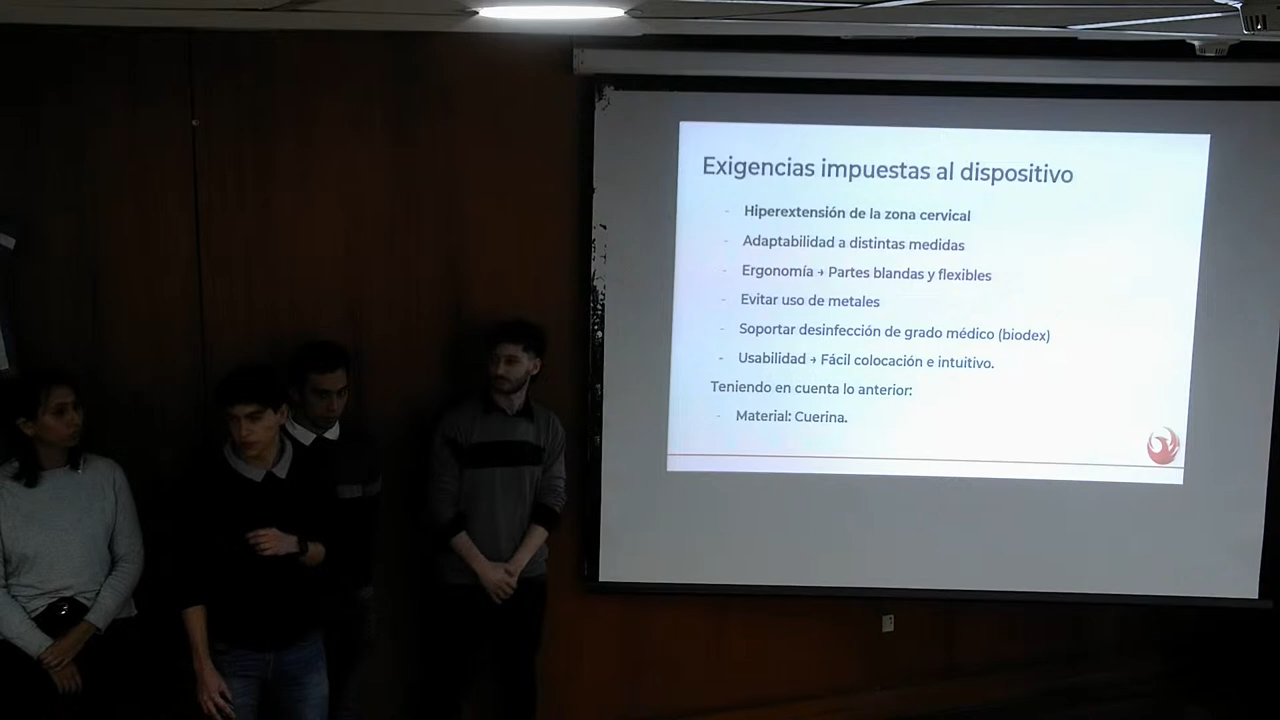 Exigencias impuestas al dispositivo
- Hiperextensión de la zona cervical
- Adaptabilidad a distintas medidas
- Ergonomía → Partes blandas y flexibles
- Evitar uso de metales
- Soportar desinfección de grado médico (biodex)
- Usabilidad → Fácil colocación e intuitivo.
Teniendo en cuenta lo anterior:
- Material: Cuerina.